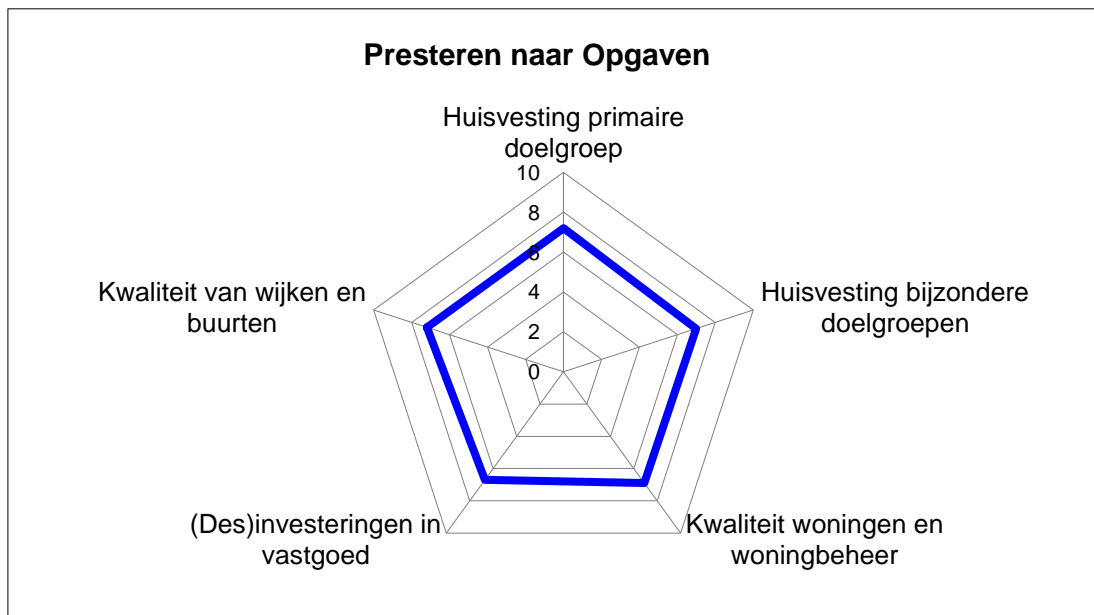 Presteren naar Opgaven
Huisvesting primaire
doelgroep
10
8
6
4
2
0
Huisvesting bijzondere
doelgroepen
Kwaliteit woningen en
woningbeheer
(Des)investeringen in
vastgoed
Kwaliteit van wijken en
buurten